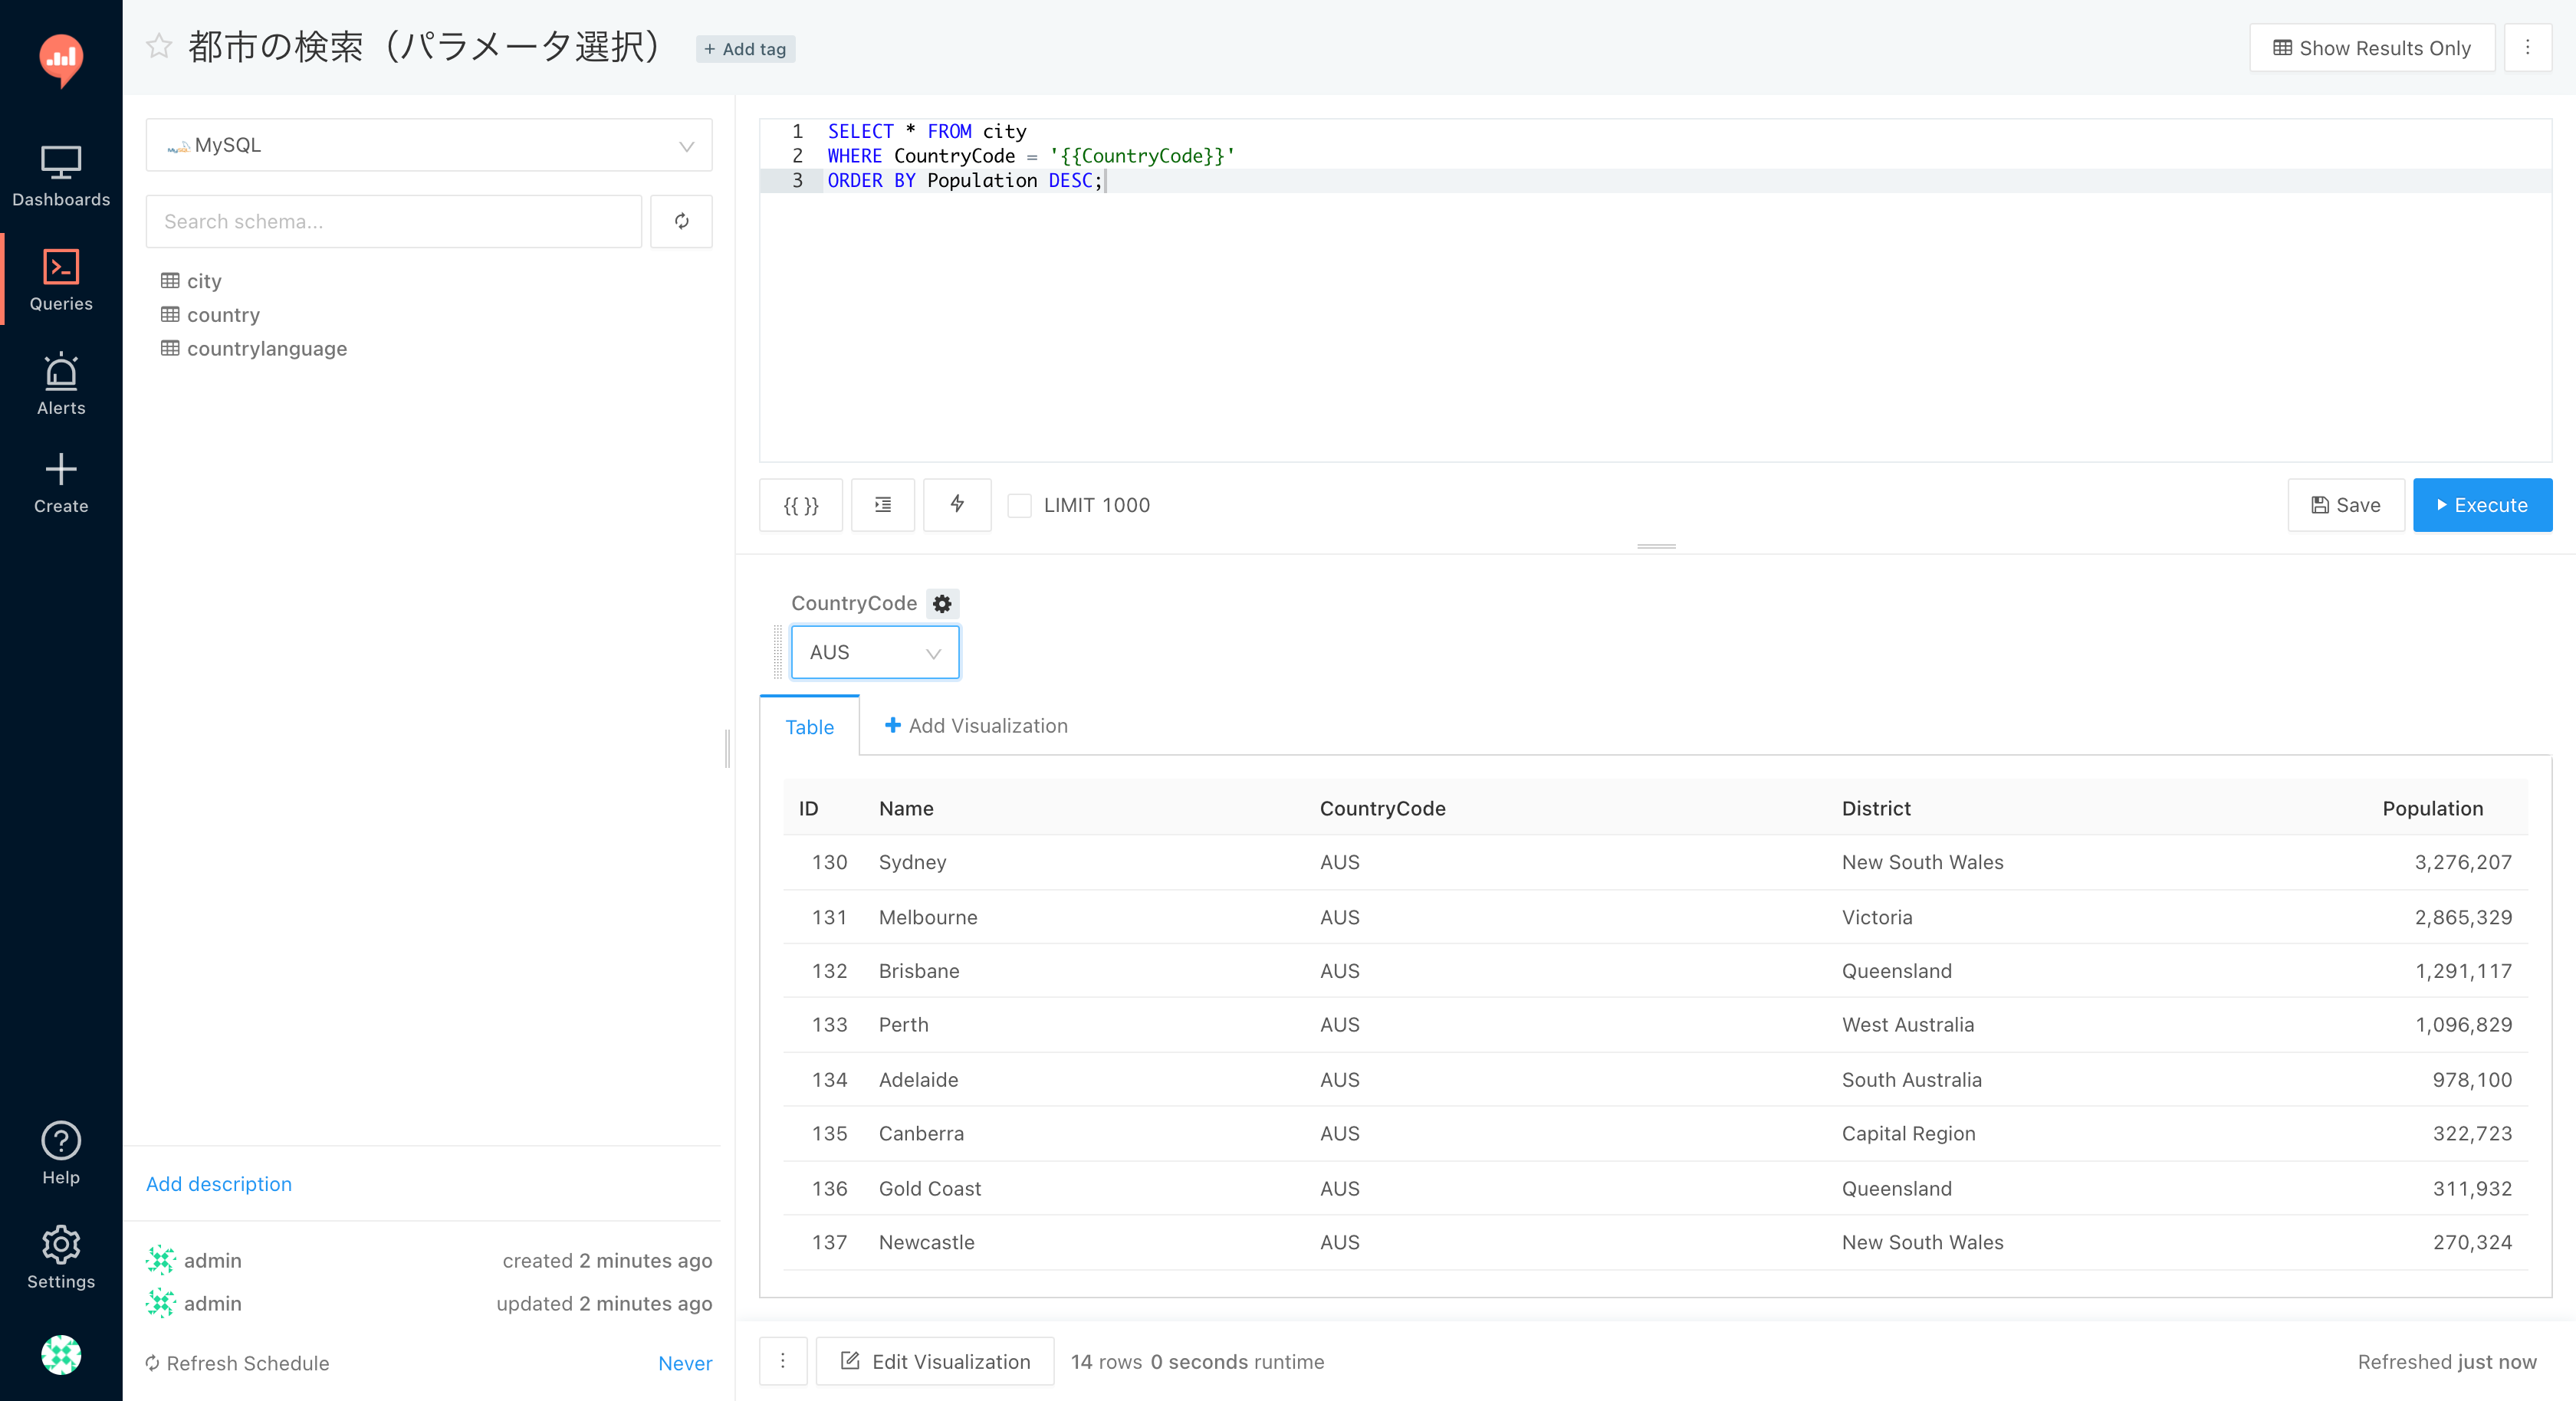 都市の検索（パラメータ選択）
+ Add tag
Show Results Only
Dashboards
Queries
Alerts
Create
Help
Settings
MySQL
Search schema...
city
country
countrylanguage
Add description
admin created 2 minutes ago
admin updated 2 minutes ago
Refresh Schedule Never
1 SELECT * FROM city
2 WHERE CountryCode = '{{CountryCode}}'
3 ORDER BY Population DESC;
{{ }} LIMIT 1000
Save
Execute
CountryCode
AUS
Table
Add Visualization
ID Name CountryCode District Population
130 Sydney AUS New South Wales 3,276,207
131 Melbourne AUS Victoria 2,865,329
132 Brisbane AUS Queensland 1,291,117
133 Perth AUS West Australia 1,096,829
134 Adelaide AUS South Australia 978,100
135 Canberra AUS Capital Region 322,723
136 Gold Coast AUS Queensland 311,932
137 Newcastle AUS New South Wales 270,324
Edit Visualization
14 rows 0 seconds runtime
Refreshed just now